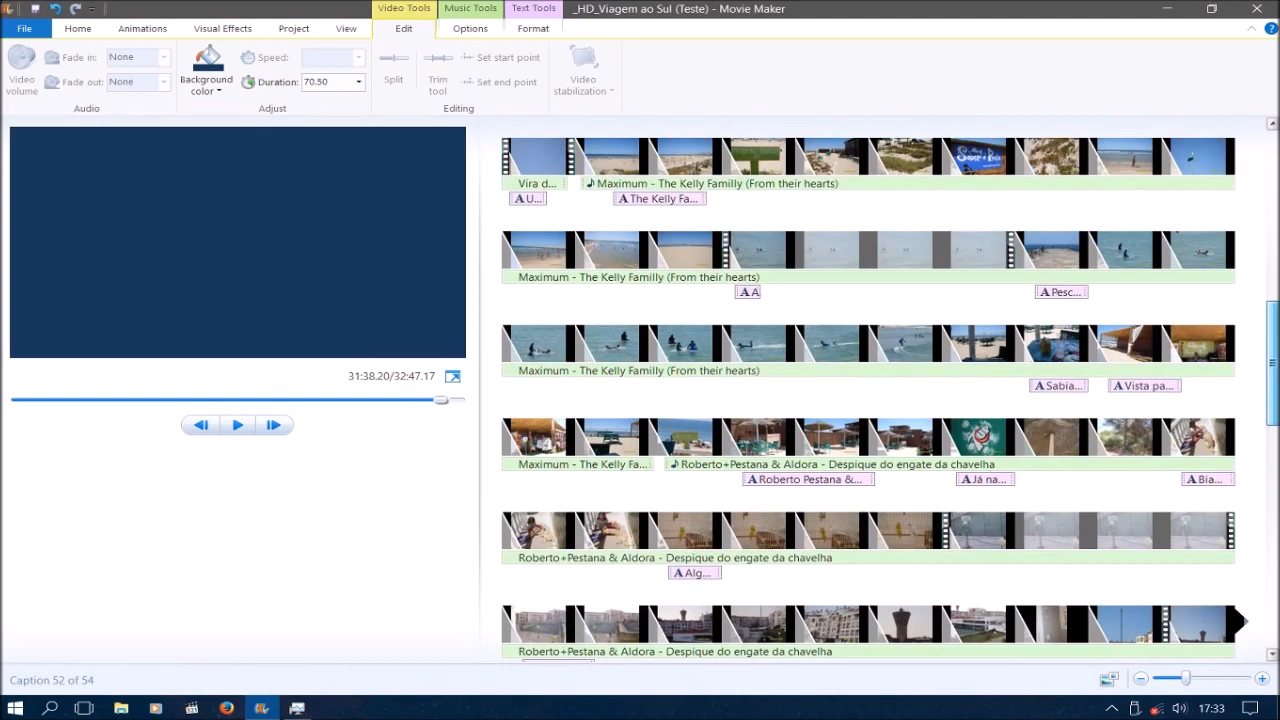 Video Tools Music Tools Text Tools _HD_Viagem ao Sul (Teste) - Movie Maker
File Home Animations Visual Effects Project View Edit Options Format
Video volume
Fade in: None
Fade out: None
Audio
Background color
Speed:
Duration: 70.50
Adjust
Split
Trim tool
Set start point
Set end point
Editing
Video stabilization
31:38.20/32:47.17
Vira d... Maximum - The Kelly Familly (From their hearts)
A U... A The Kelly Fa...
Maximum - The Kelly Familly (From their hearts)
A A A Pesc...
Maximum - The Kelly Familly (From their hearts)
A Sabia... A Vista pa...
Maximum - The Kelly Fa... Roberto+Pestana & Aldora - Despique do engate da chavelha
A Roberto Pestana &... A Já na... A Bia...
Roberto+Pestana & Aldora - Despique do engate da chavelha
A Alg...
Roberto+Pestana & Aldora - Despique do engate da chavelha
Caption 52 of 54
17:33